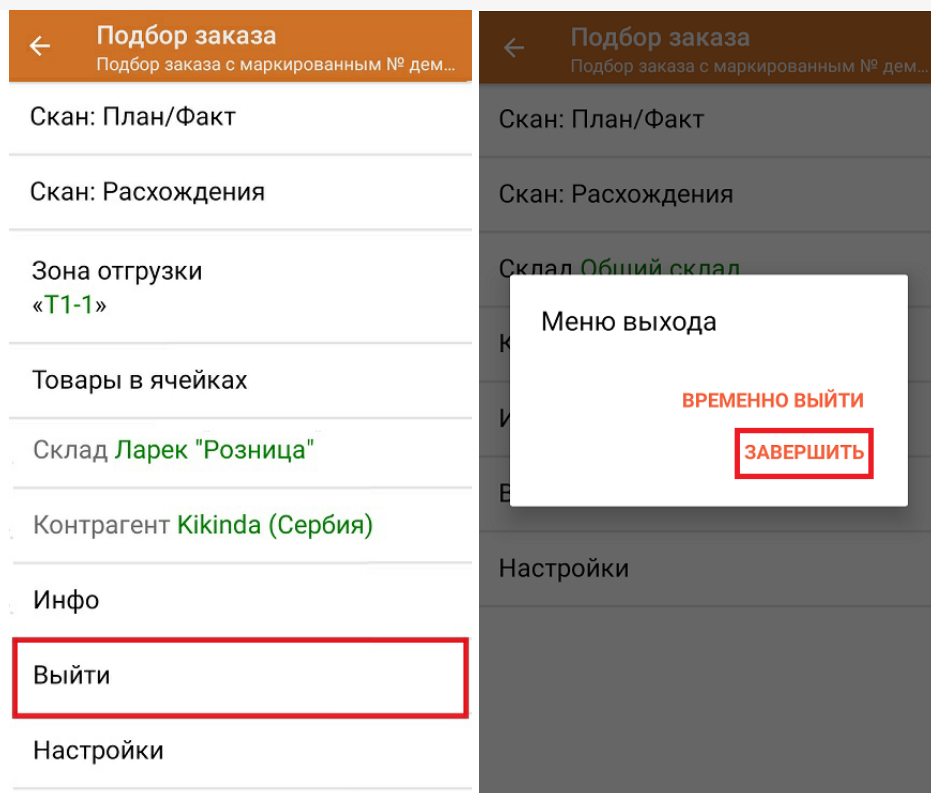 Подбор заказа
Подбор заказа с маркированным № дем...
Скан: План/Факт
Скан: Расхождения
Зона отгрузки
«Т1-1»
Товары в ячейках
Склад Ларек "Розница"
Контрагент Kikinda (Сербия)
Инфо
Выйти
Настройки
Подбор заказа
Подбор заказа с маркированным № дем...
Скан: План/Факт
Скан: Расхождения
Склад Общий склад
Меню выхода
ВРЕМЕННО ВЫЙТИ
ЗАВЕРШИТЬ
Настройки